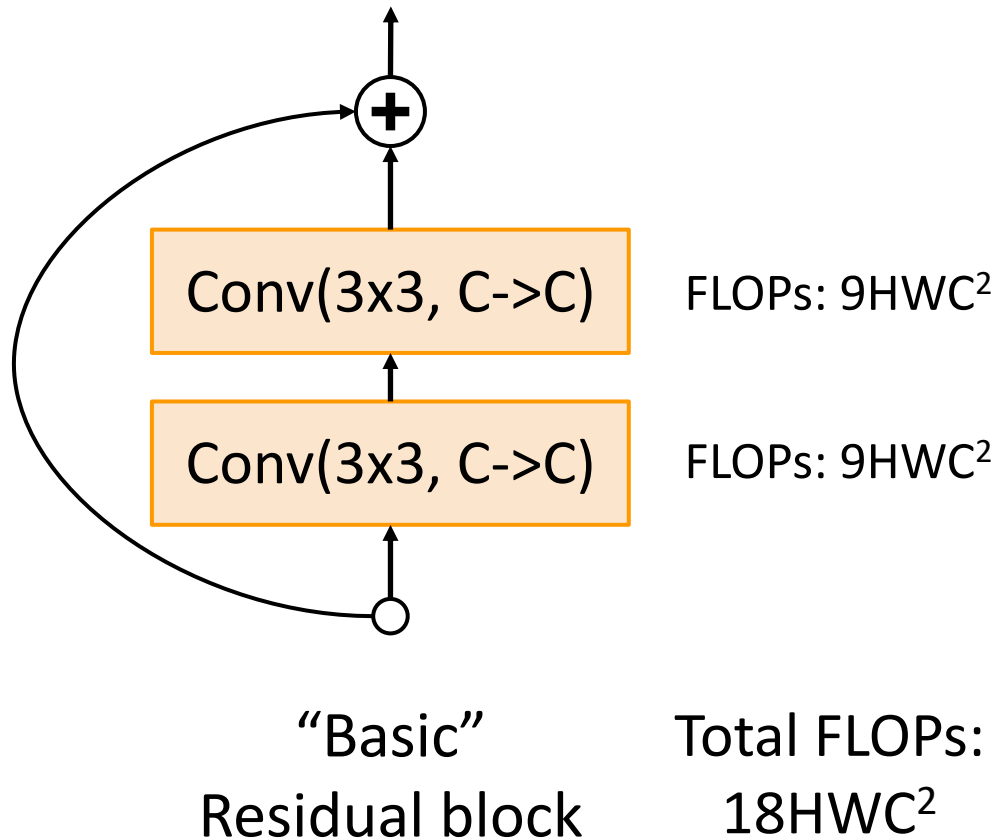 +
Conv(3x3, C->C) FLOPs: 9HWC²
Conv(3x3, C->C) FLOPs: 9HWC²
“Basic”
Residual block
Total FLOPs:
18HWC²